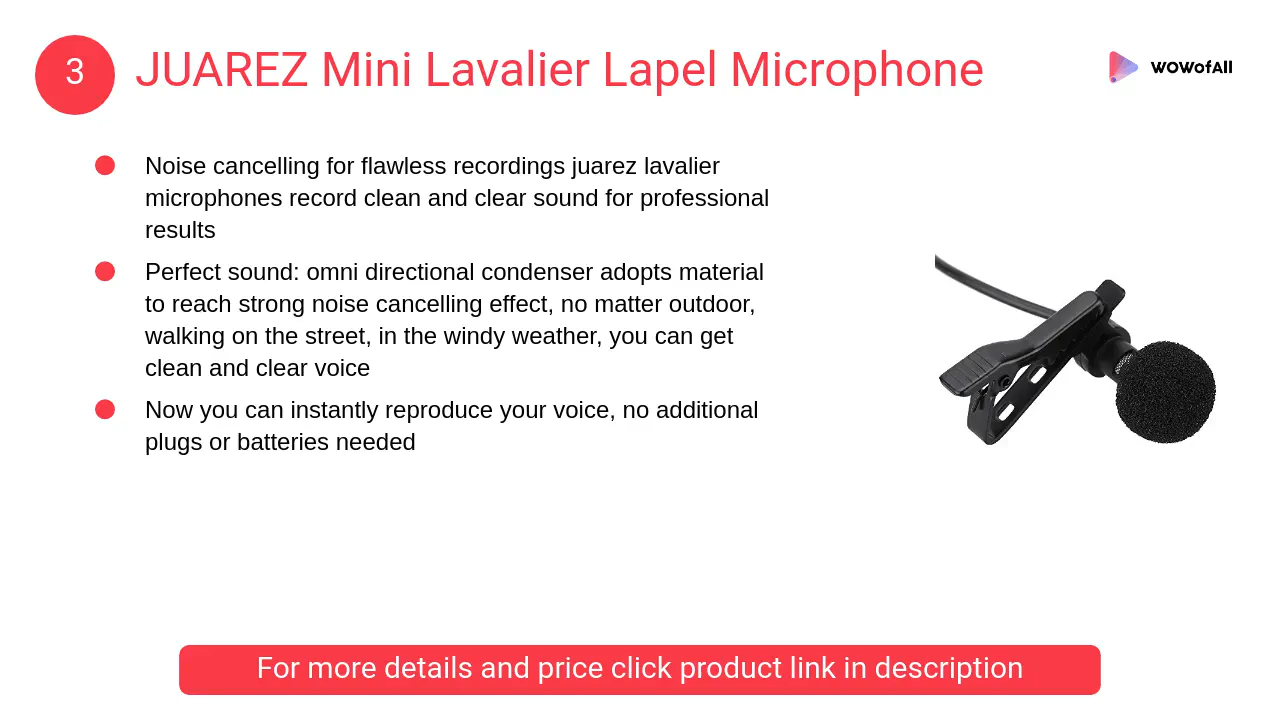 3
JUAREZ Mini Lavalier Lapel Microphone
WOWofAll
Noise cancelling for flawless recordings juarez lavalier
microphones record clean and clear sound for professional
results
Perfect sound: omni directional condenser adopts material
to reach strong noise cancelling effect, no matter outdoor,
walking on the street, in the windy weather, you can get
clean and clear voice
Now you can instantly reproduce your voice, no additional
plugs or batteries needed
For more details and price click product link in description